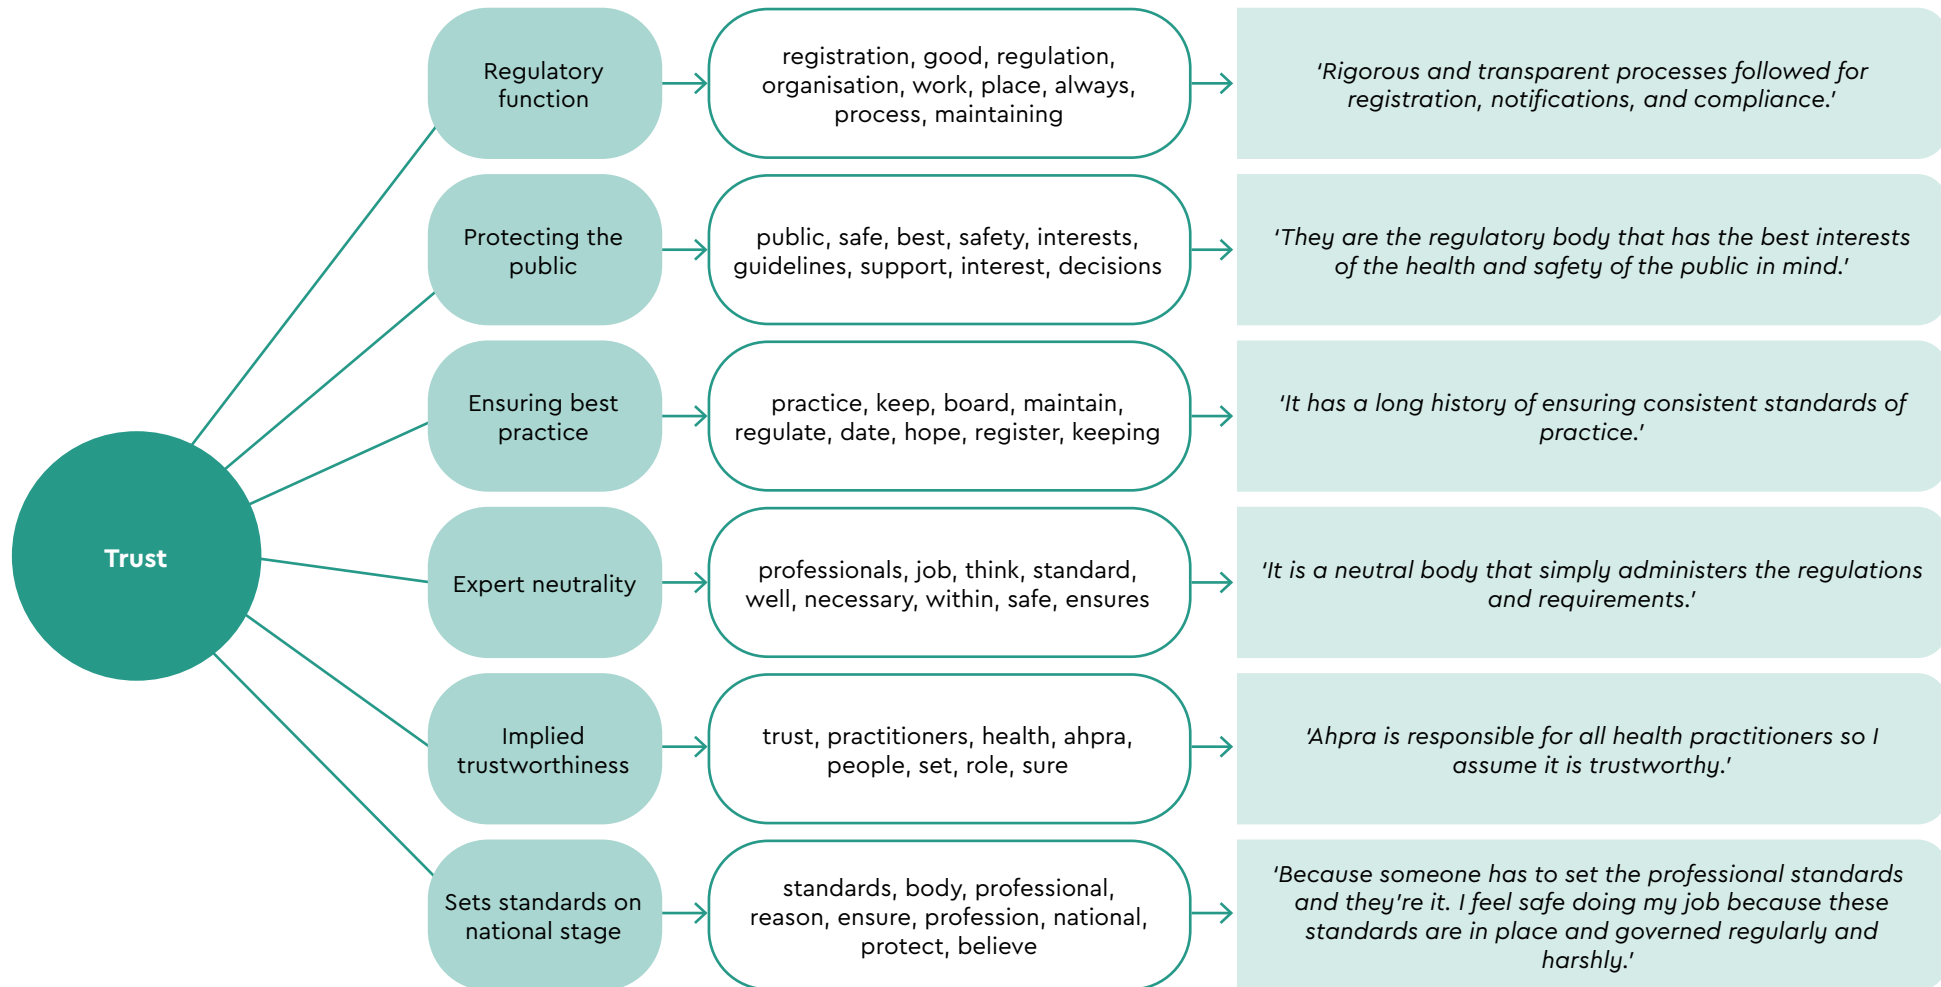 Trust
Regulatory
function
registration, good, regulation,
organisation, work, place, always,
process, maintaining
‘Rigorous and transparent processes followed for
registration, notifications, and compliance.’
Protecting the
public
public, safe, best, safety, interests,
guidelines, support, interest, decisions
‘They are the regulatory body that has the best interests
of the health and safety of the public in mind.’
Ensuring best
practice
practice, keep, board, maintain,
regulate, date, hope, register, keeping
‘It has a long history of ensuring consistent standards of
practice.’
Expert neutrality
professionals, job, think, standard,
well, necessary, within, safe, ensures
‘It is a neutral body that simply administers the regulations
and requirements.’
Implied
trustworthiness
trust, practitioners, health, ahpra,
people, set, role, sure
‘Ahpra is responsible for all health practitioners so I
assume it is trustworthy.’
Sets standards on
national stage
standards, body, professional,
reason, ensure, profession, national,
protect, believe
‘Because someone has to set the professional standards
and they’re it. I feel safe doing my job because these
standards are in place and governed regularly and
harshly.’